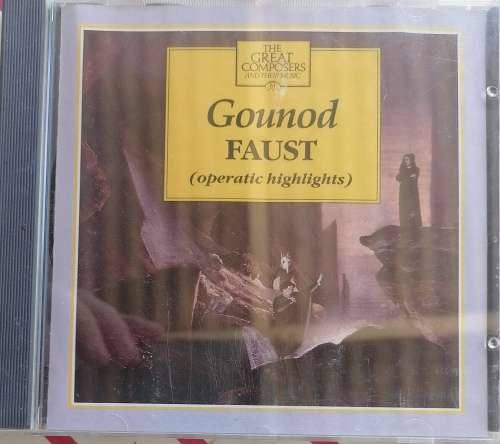 THE
GREAT
COMPOSERS
AND THEIR MUSIC
Gounod
FAUST
(operatic highlights)